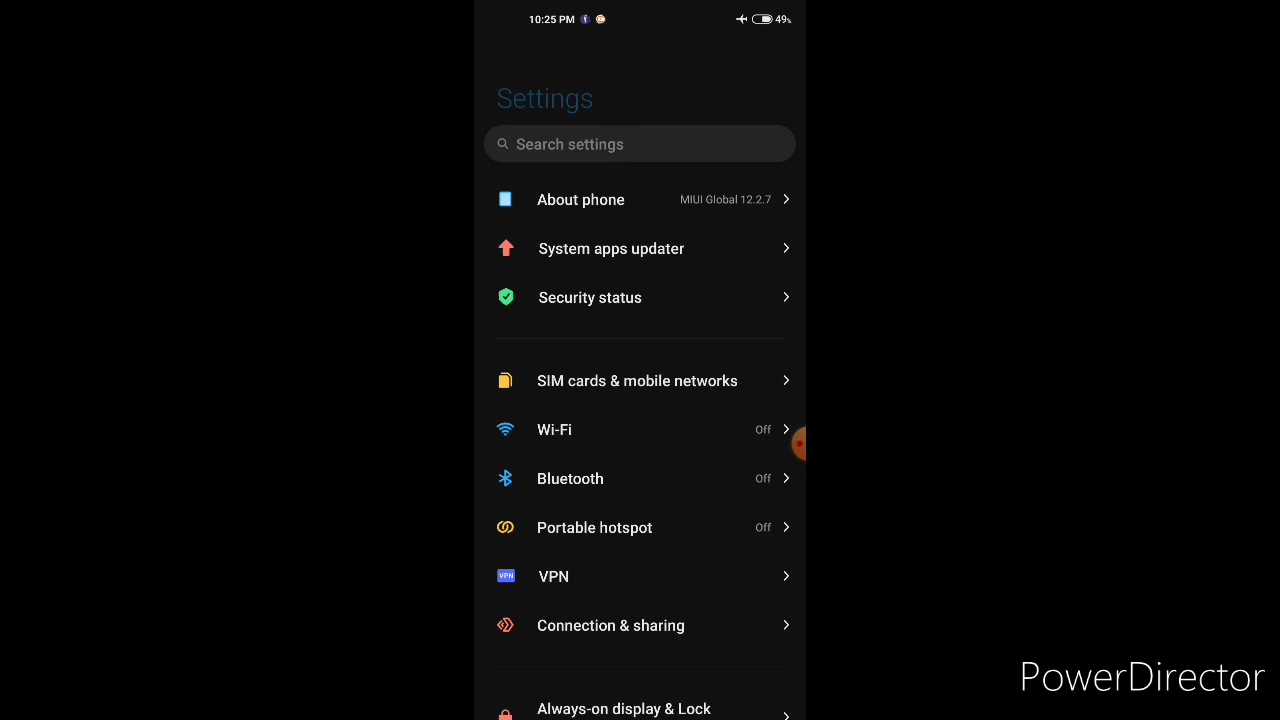 10:25 PM
49%
Settings
Search settings
About phone
MIUI Global 12.2.7
System apps updater
Security status
SIM cards & mobile networks
Wi-Fi
Off
Bluetooth
Off
Portable hotspot
Off
VPN
VPN
Connection & sharing
Always-on display & Lock
PowerDirector